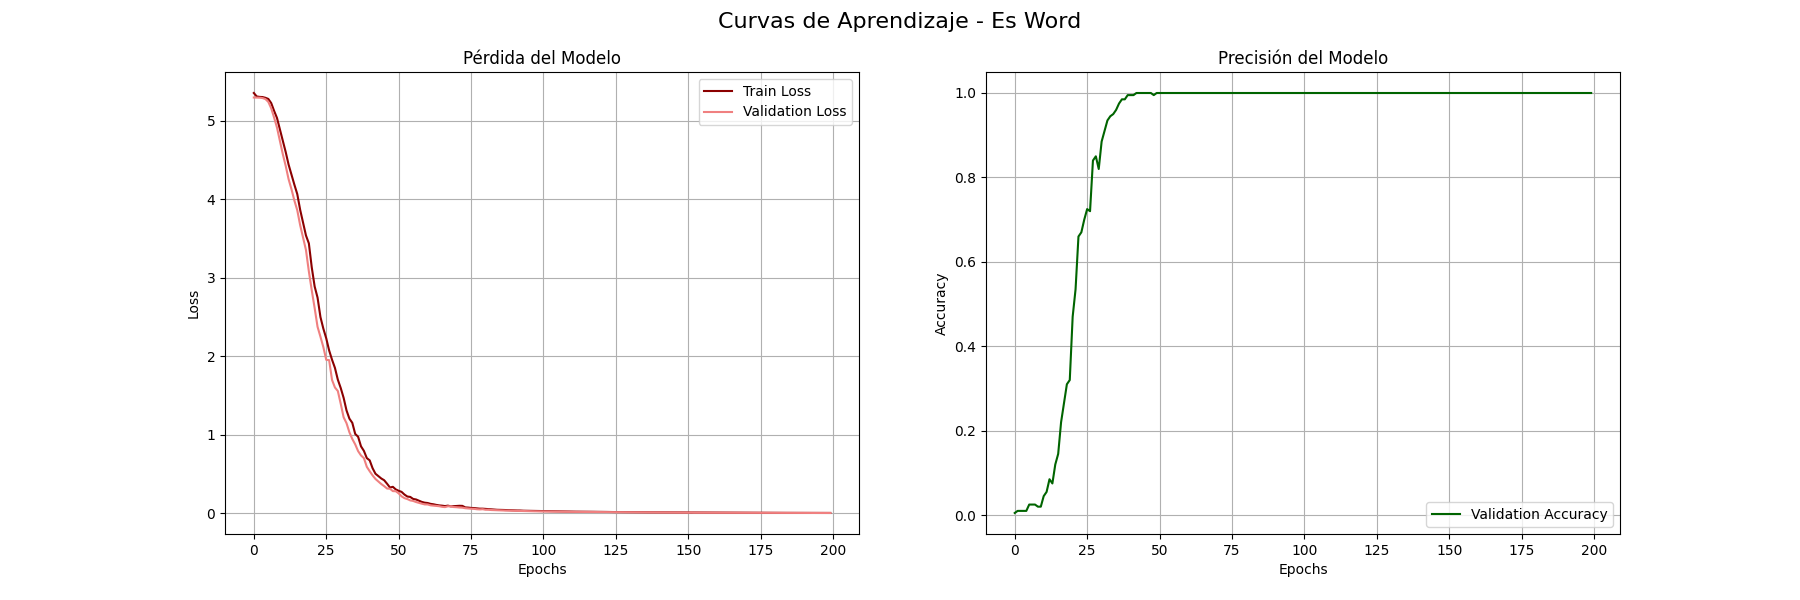 Curvas de Aprendizaje - Es Word
Pérdida del Modelo
Train Loss
Validation Loss
5
4
3
2
1
0
Loss
0 25 50 75 100 125 150 175 200
Epochs
Precisión del Modelo
1.0
0.8
0.6
0.4
0.2
0.0
Accuracy
Validation Accuracy
0 25 50 75 100 125 150 175 200
Epochs